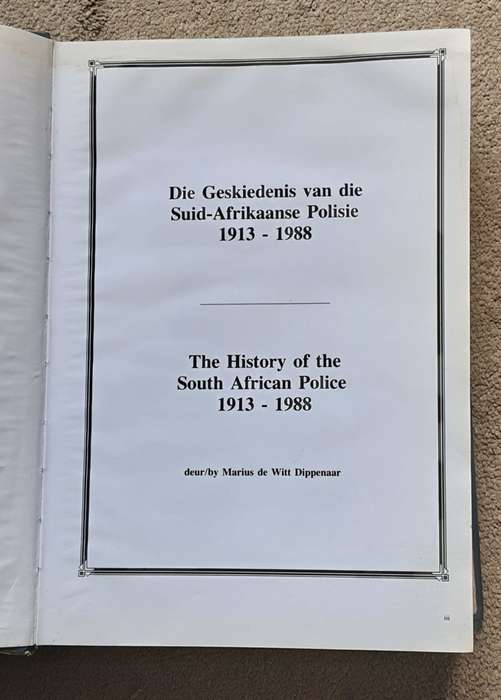 Die Geskiedenis van die
Suid-Afrikaanse Polisie
1913 - 1988
The History of the
South African Police
1913 - 1988
deur/by Marius de Witt Dippenaar
iii